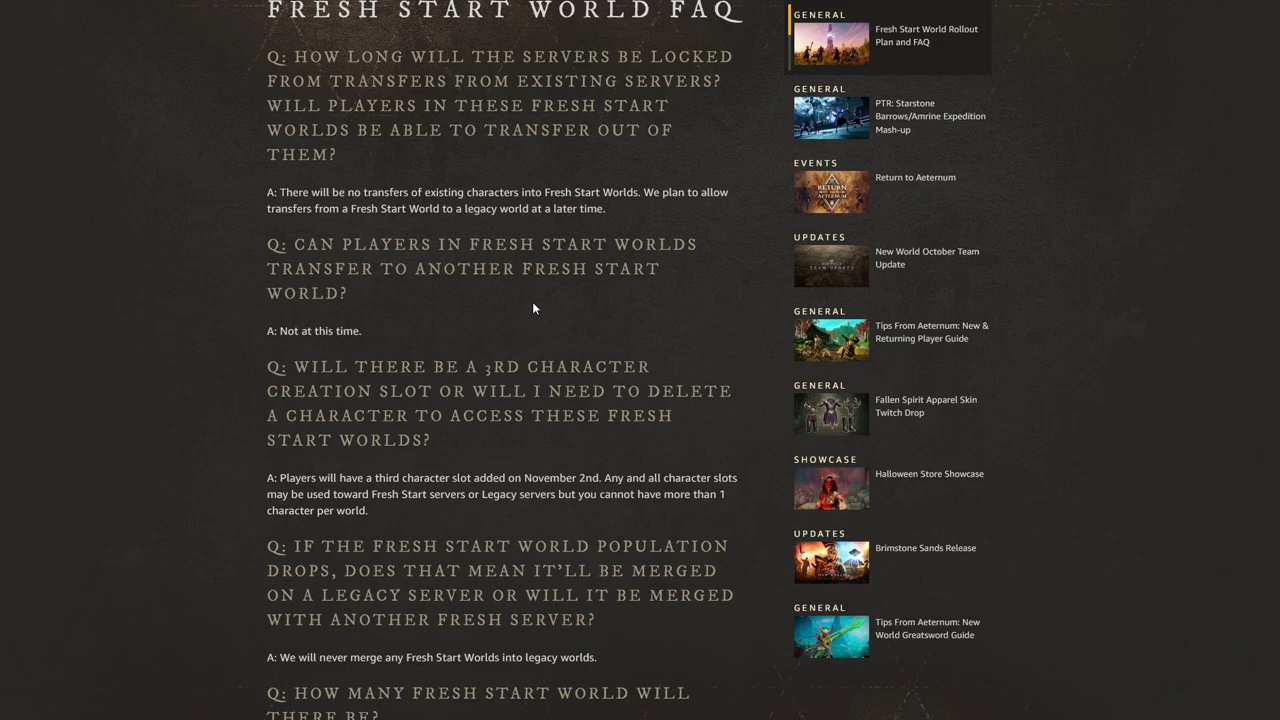 FRESH START WORLD FAQ
Q: HOW LONG WILL THE SERVERS BE LOCKED
FROM TRANSFERS FROM EXISTING SERVERS?
WILL PLAYERS IN THESE FRESH START
WORLDS BE ABLE TO TRANSFER OUT OF
THEM?
A: There will be no transfers of existing characters into Fresh Start Worlds. We plan to allow
transfers from a Fresh Start World to a legacy world at a later time.
Q: CAN PLAYERS IN FRESH START WORLDS
TRANSFER TO ANOTHER FRESH START
WORLD?
A: Not at this time.
Q: WILL THERE BE A 3RD CHARACTER
CREATION SLOT OR WILL I NEED TO DELETE
A CHARACTER TO ACCESS THESE FRESH
START WORLDS?
A: Players will have a third character slot added on November 2nd. Any and all character slots
may be used toward Fresh Start servers or Legacy servers but you cannot have more than 1
character per world.
Q: IF THE FRESH START WORLD POPULATION
DROPS, DOES THAT MEAN IT'LL BE MERGED
ON A LEGACY SERVER OR WILL IT BE MERGED
WITH ANOTHER FRESH SERVER?
A: We will never merge any Fresh Start Worlds into legacy worlds.
Q: HOW MANY FRESH START WORLD WILL
THERE BE?
GENERAL
Fresh Start World Rollout
Plan and FAQ
GENERAL
PTR: Starstone
Barrows/Amrine Expedition
Mash-up
EVENTS
RETURN
TO
AETERNUM
Return to Aeternum
UPDATES
TEAM UPDATE
New World October Team
Update
GENERAL
Tips From Aeternum: New &
Returning Player Guide
GENERAL
Fallen Spirit Apparel Skin
Twitch Drop
SHOWCASE
Halloween Store Showcase
UPDATES
Brimstone Sands Release
GENERAL
Tips From Aeternum: New
World Greatsword Guide